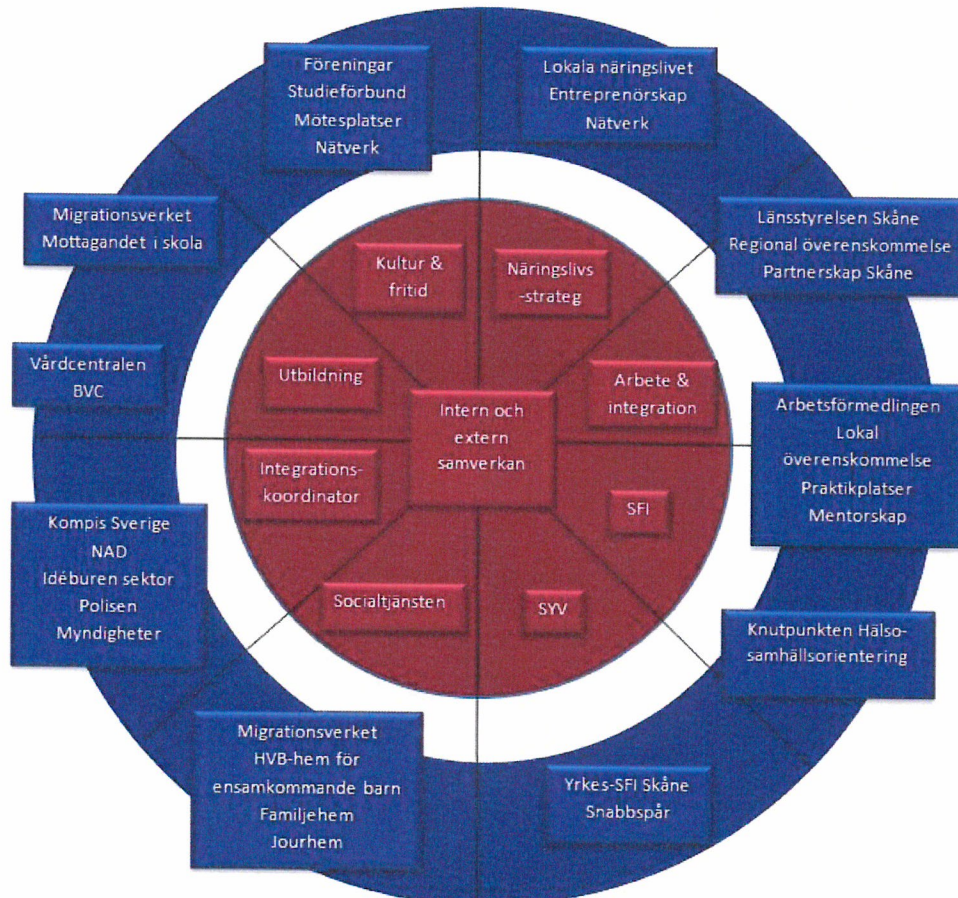 Föreningar
Studieförbund
Mötesplatser
Nätverk
Lokala näringslivet
Entreprenörskap
Nätverk
Migrationsverket
Mottagandet i skola
Länsstyrelsen Skåne
Regional överenskommelse
Partnerskap Skåne
Kultur &
fritid
Näringslivs
-strateg
Vårdcentralen
BVC
Utbildning
Arbete &
integration
Intern och
extern
samverkan
Arbetsförmedlingen
Lokal
överenskommelse
Praktikplatser
Mentorskap
Integrations-
koordinator
SFI
Kompis Sverige
NAD
Idéburen sektor
Polisen
Myndigheter
Socialtjänsten
SYV
Knutpunkten Hälso-
samhällsorientering
Migrationsverket
HVB-hem för
ensamkommande barn
Familjehem
Jourhem
Yrkes-SFI Skåne
Snabbspår